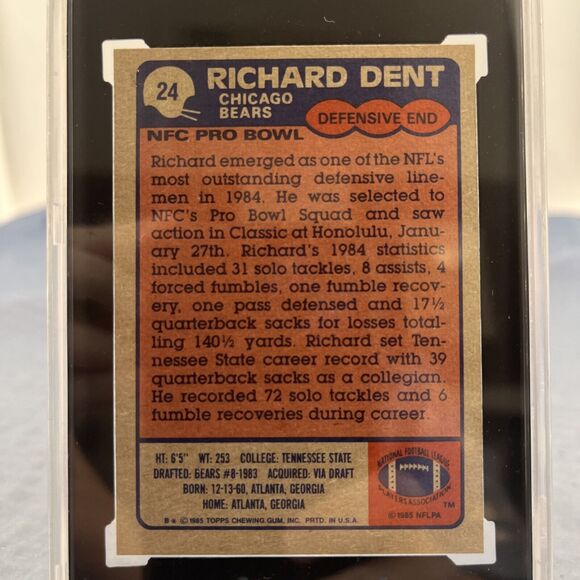 24
RICHARD DENT
CHICAGO
BEARS
DEFENSIVE END
NFC PRO BOWL
Richard emerged as one of the NFL's
most outstanding defensive line-
men in 1984. He was selected to
NFC's Pro Bowl Squad and saw
action in Classic at Honolulu, Janu-
ary 27th. Richard's 1984 statistics
included 31 solo tackles, 8 assists, 4
forced fumbles, one fumble recov-
ery, one pass defensed and 17½
quarterback sacks for losses total-
ling 140½ yards. Richard set Ten-
nessee State career record with 39
quarterback sacks as a collegian.
He recorded 72 solo tackles and 6
fumble recoveries during career.
HT: 6'5" WT: 253 COLLEGE: TENNESSEE STATE
DRAFTED: BEARS #8-1983 ACQUIRED: VIA DRAFT
BORN: 12-13-60, ATLANTA, GEORGIA
HOME: ATLANTA, GEORGIA
B* ©1985 TOPPS CHEWING GUM, INC. PRTD. IN U.S.A.
NATIONAL FOOTBALL LEAGUE
PLAYERS ASSOCIATION
TM
©1985 NFLPA